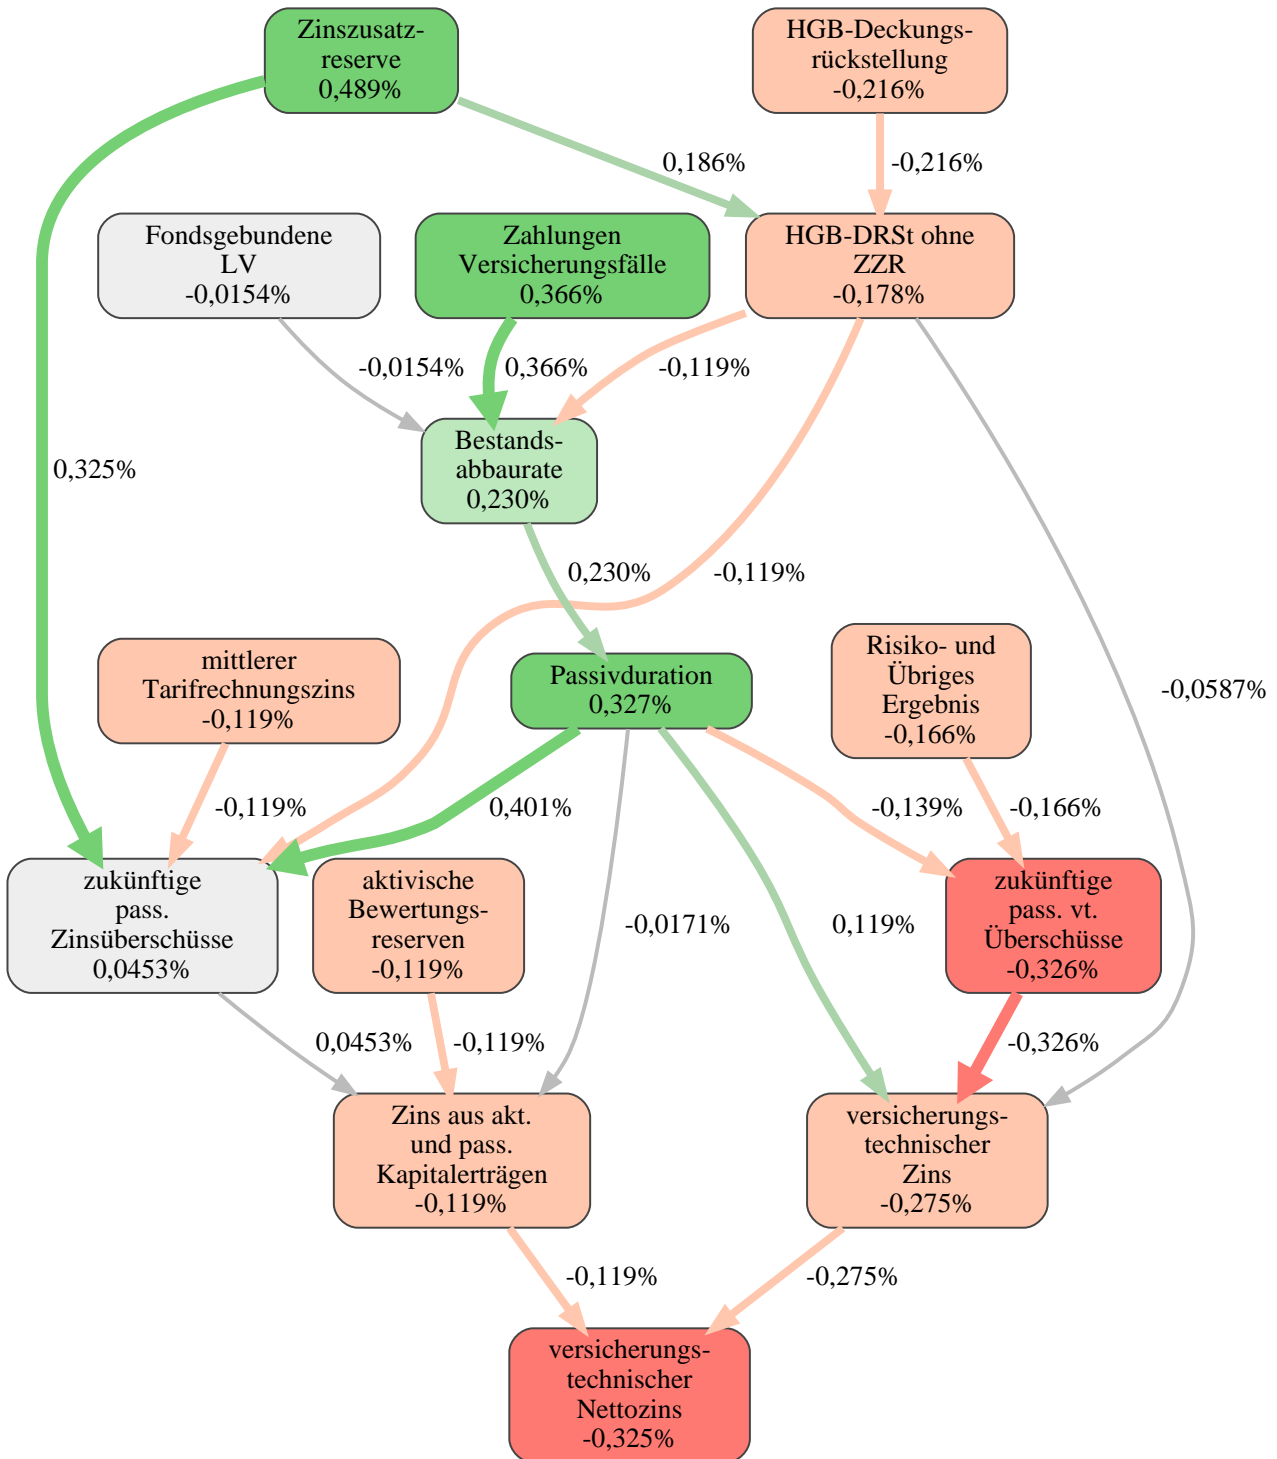 Zinszusatz-
reserve
0,489%
HGB-Deckungs-
rückstellung
-0,216%
0,186%
-0,216%
Fondsgebundene
LV
-0,0154%
Zahlungen
Versicherungsfälle
0,366%
HGB-DRSt ohne
ZZR
-0,178%
-0,0154%
0,366%
-0,119%
0,325%
Bestands-
abbaurate
0,230%
0,230%
-0,119%
mittlerer
Tarifrechnungszins
-0,119%
Passivduration
0,327%
Risiko- und
Übriges
Ergebnis
-0,166%
-0,0587%
-0,119%
0,401%
-0,139%
-0,166%
zukünftige
pass.
Zinsüberschüsse
0,0453%
aktivische
Bewertungs-
reserven
-0,119%
-0,0171%
0,119%
zukünftige
pass. vt.
Überschüsse
-0,326%
0,0453%
-0,119%
-0,326%
Zins aus akt.
und pass.
Kapitalerträgen
-0,119%
versicherungs-
technischer
Zins
-0,275%
-0,119%
-0,275%
versicherungs-
technischer
Nettozins
-0,325%